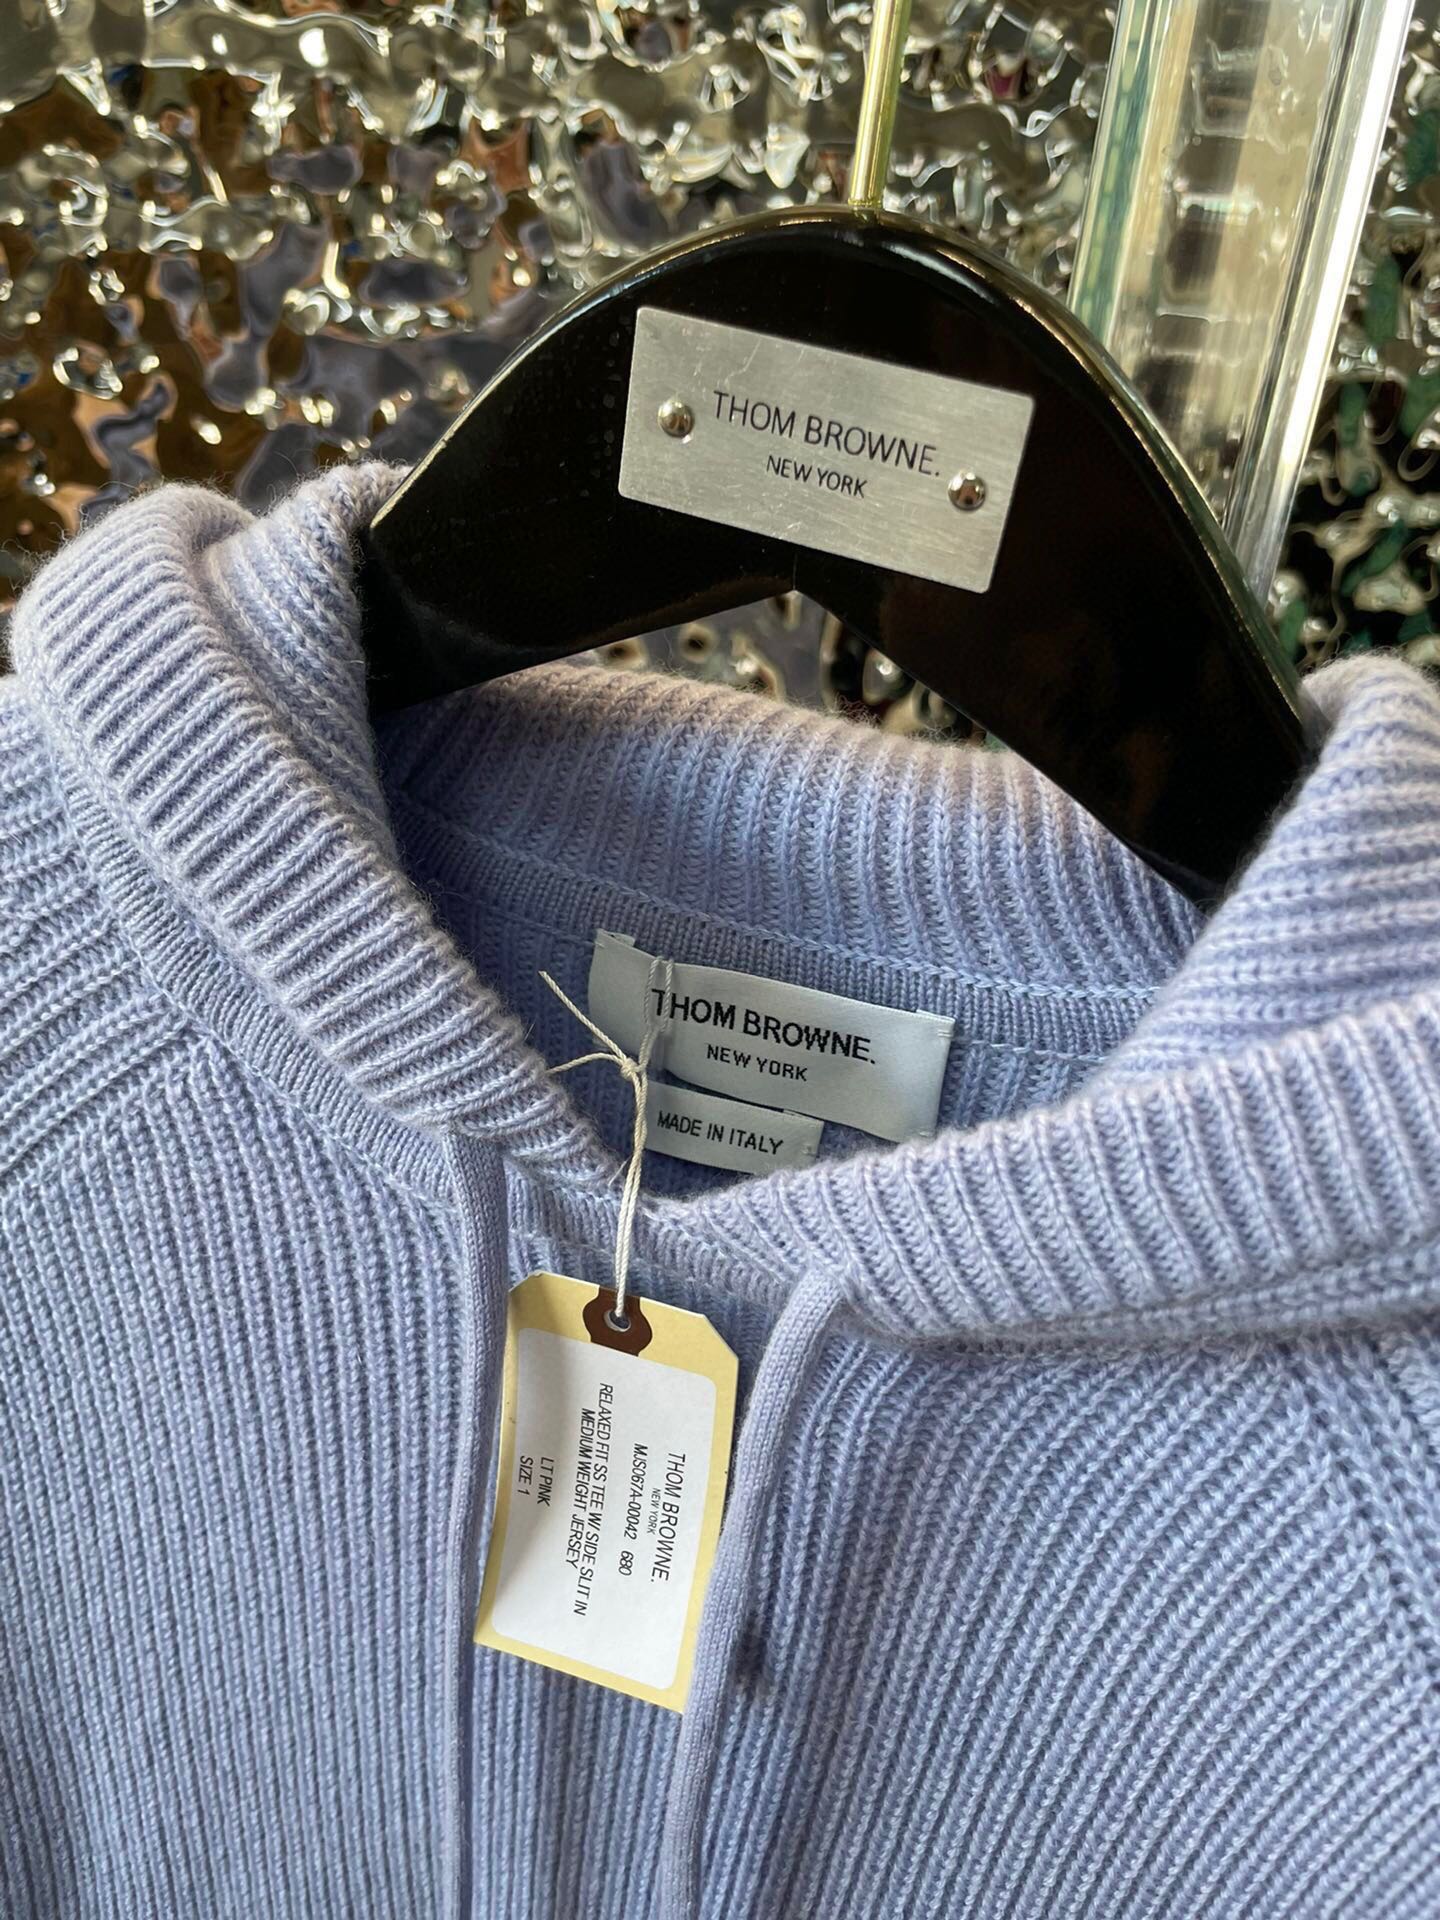 THOM BROWNE.
NEW YORK
THOM BROWNE.
NEW YORK
MADE IN ITALY
THOM BROWNE.
NEW YORK
MJS067A-00042 680
RELAXED FIT SS TEE W/ SIDE SLIT IN
MEDIUM WEIGHT JERSEY
LT PINK
SIZE 1